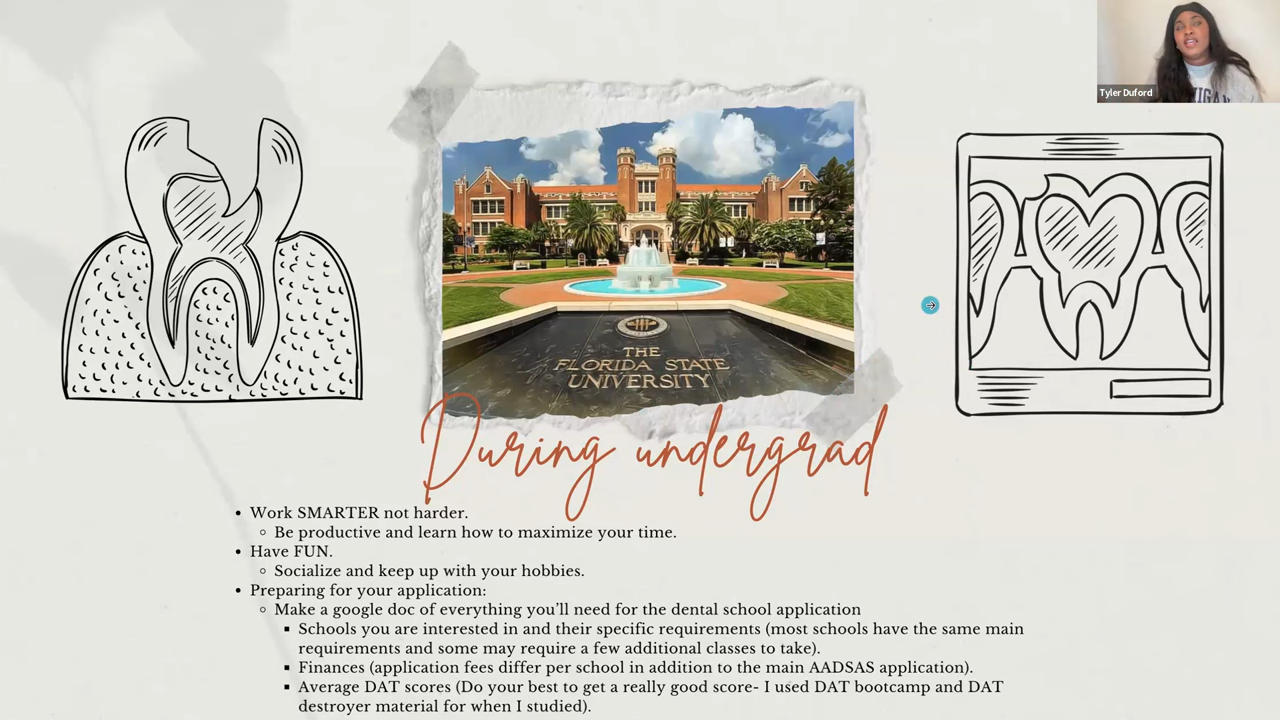 Tyler Duford
THE
FLORIDA STATE
UNIVERSITY
During undergrad
• Work SMARTER not harder.
◦ Be productive and learn how to maximize your time.
• Have FUN.
◦ Socialize and keep up with your hobbies.
• Preparing for your application:
◦ Make a google doc of everything you’ll need for the dental school application
▪ Schools you are interested in and their specific requirements (most schools have the same main
requirements and some may require a few additional classes to take).
▪ Finances (application fees differ per school in addition to the main AADSAS application).
▪ Average DAT scores (Do your best to get a really good score- I used DAT bootcamp and DAT
destroyer material for when I studied).